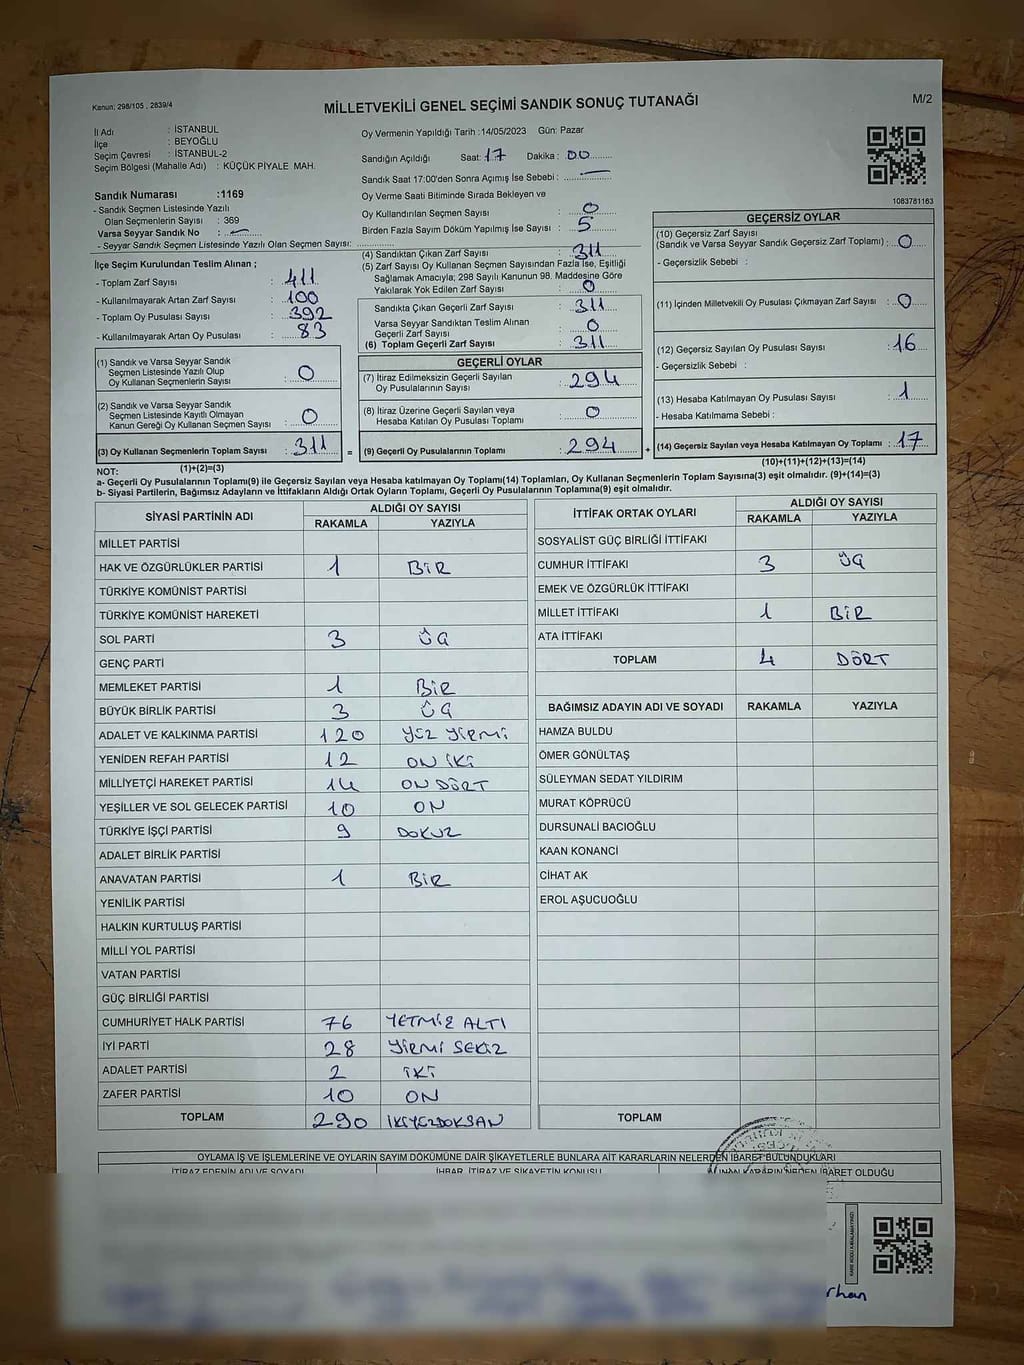 Kanun; 298/105 , 2839/4
MİLLETVEKİLİ GENEL SEÇİMİ SANDIK SONUÇ TUTANAĞI
M/2
İl Adı : İSTANBUL
İlçe : BEYOĞLU
Seçim Çevresi : İSTANBUL-2
Seçim Bölgesi (Mahalle Adı) : KÜÇÜK PİYALE MAH.
Sandık Numarası :1169
- Sandık Seçmen Listesinde Yazılı
Olan Seçmenlerin Sayısı : 369
Varsa Seyyar Sandık No :
- Seyyar Sandık Seçmen Listesinde Yazılı Olan Seçmen Sayısı:
Oy Vermenin Yapıldığı Tarih :14/05/2023 Gün: Pazar
Sandığın Açıldığı Saat: 17 Dakika : 00
Sandık Saat 17:00'den Sonra Açımış İse Sebebi : —
Oy Verme Saati Bitiminde Sırada Bekleyen ve
Oy Kullandırılan Seçmen Sayısı : 0
Birden Fazla Sayım Döküm Yapılmış İse Sayısı : 5
1083781163
İlçe Seçim Kurulundan Teslim Alınan ;
- Toplam Zarf Sayısı : 411
- Kullanılmayarak Artan Zarf Sayısı : 100
- Toplam Oy Pusulası Sayısı : 392
- Kullanılmayarak Artan Oy Pusulası : 83
(1) Sandık ve Varsa Seyyar Sandık
Seçmen Listesinde Yazılı Olup
Oy Kullanan Seçmenlerin Sayısı : 0
(2) Sandık ve Varsa Seyyar Sandık
Seçmen Listesinde Kayıtlı Olmayan
Kanun Gereği Oy Kullanan Seçmen Sayısı : 0
(3) Oy Kullanan Seçmenlerin Toplam Sayısı : 311
(1)+(2)=(3)
(4) Sandıktan Çıkan Zarf Sayısı : 311
(5) Zarf Sayısı Oy Kullanan Seçmen Sayısından Fazla İse, Eşitliği
Sağlamak Amacıyla; 298 Sayılı Kanunun 98. Maddesine Göre
Yakılarak Yok Edilen Zarf Sayısı : 0
Sandıkta Çıkan Geçerli Zarf Sayısı : 311
Varsa Seyyar Sandıktan Teslim Alınan
Geçerli Zarf Sayısı : 0
(6) Toplam Geçerli Zarf Sayısı : 311
GEÇERLİ OYLAR
(7) İtiraz Edilmeksizin Geçerli Sayılan
Oy Pusulalarının Sayısı : 294
(8) İtiraz Üzerine Geçerli Sayılan veya
Hesaba Katılan Oy Pusulaları Toplamı : 0
= (9) Geçerli Oy Pusulalarının Toplamı : 294 +
GEÇERSİZ OYLAR
(10) Geçersiz Zarf Sayısı
(Sandık ve Varsa Seyyar Sandık Geçersiz Zarf Toplamı) : 0
- Geçersizlik Sebebi :
(11) İçinden Milletvekili Oy Pusulası Çıkmayan Zarf Sayısı : 0
(12) Geçersiz Sayılan Oy Pusulası Sayısı : 16
- Geçersizlik Sebebi :
(13) Hesaba Katılmayan Oy Pusulası Sayısı : 1
- Hesaba Katılmama Sebebi :
(14) Geçersiz Sayılan veya Hesaba Katılmayan Oy Toplamı : 17
(10)+(11)+(12)+(13)=(14)
NOT:
a- Geçerli Oy Pusulalarının Toplamı(9) ile Geçersiz Sayılan veya Hesaba katılmayan Oy Toplamı(14) Toplamları, Oy Kullanan Seçmenlerin Toplam Sayısına(3) eşit olmalıdır. (9)+(14)=(3)
b- Siyasi Partilerin, Bağımsız Adayların ve İttifakların Aldığı Ortak Oyların Toplamı, Geçerli Oy Pusulalarının Toplamına(9) eşit olmalıdır.
SİYASİ PARTİNİN ADI ALDIĞI OY SAYISI
RAKAMLA YAZIYLA
MİLLET PARTİSİ
HAK VE ÖZGÜRLÜKLER PARTİSİ 1 BİR
TÜRKİYE KOMÜNİST PARTİSİ
TÜRKİYE KOMÜNİST HAREKETİ
SOL PARTİ 3 ÜÇ
GENÇ PARTİ
MEMLEKET PARTİSİ 1 BİR
BÜYÜK BİRLİK PARTİSİ 3 ÜÇ
ADALET VE KALKINMA PARTİSİ 120 YÜZ YİRMİ
YENİDEN REFAH PARTİSİ 12 ON İKİ
MİLLİYETÇİ HAREKET PARTİSİ 14 ON DÖRT
YEŞİLLER VE SOL GELECEK PARTİSİ 10 ON
TÜRKİYE İŞÇİ PARTİSİ 9 DOKUZ
ADALET BİRLİK PARTİSİ
ANAVATAN PARTİSİ 1 BİR
YENİLİK PARTİSİ
HALKIN KURTULUŞ PARTİSİ
MİLLİ YOL PARTİSİ
VATAN PARTİSİ
GÜÇ BİRLİĞİ PARTİSİ
CUMHURİYET HALK PARTİSİ 76 YETMİŞ ALTI
İYİ PARTİ 28 YİRMİ SEKİZ
ADALET PARTİSİ 2 İKİ
ZAFER PARTİSİ 10 ON
TOPLAM 290 İKİYÜZDOKSAN
İTTİFAK ORTAK OYLARI ALDIĞI OY SAYISI
RAKAMLA YAZIYLA
SOSYALİST GÜÇ BİRLİĞİ İTTİFAKI
CUMHUR İTTİFAKI 3 ÜÇ
EMEK VE ÖZGÜRLÜK İTTİFAKI
MİLLET İTTİFAKI 1 BİR
ATA İTTİFAKI
TOPLAM 4 DÖRT
BAĞIMSIZ ADAYIN ADI VE SOYADI RAKAMLA YAZIYLA
HAMZA BULDU
ÖMER GÖNÜLTAŞ
SÜLEYMAN SEDAT YILDIRIM
MURAT KÖPRÜCÜ
DURSUNALİ BACIOĞLU
KAAN KONANCİ
CİHAT AK
EROL AŞUCUOĞLU
TOPLAM
OYLAMA İŞ VE İŞLEMLERİNE VE OYLARIN SAYIM DÖKÜMÜNE DAİR ŞİKAYETLERLE BUNLARA AİT KARARLARIN NELERDEN İBARET BULUNDUKLARI
İTİRAZ EDENİN ADI VE SOYADI İHBAR, İTİRAZ VE ŞİKAYETİN KONUSU ALINAN KARARIN NEDEN İBARET OLDUĞU
rhan